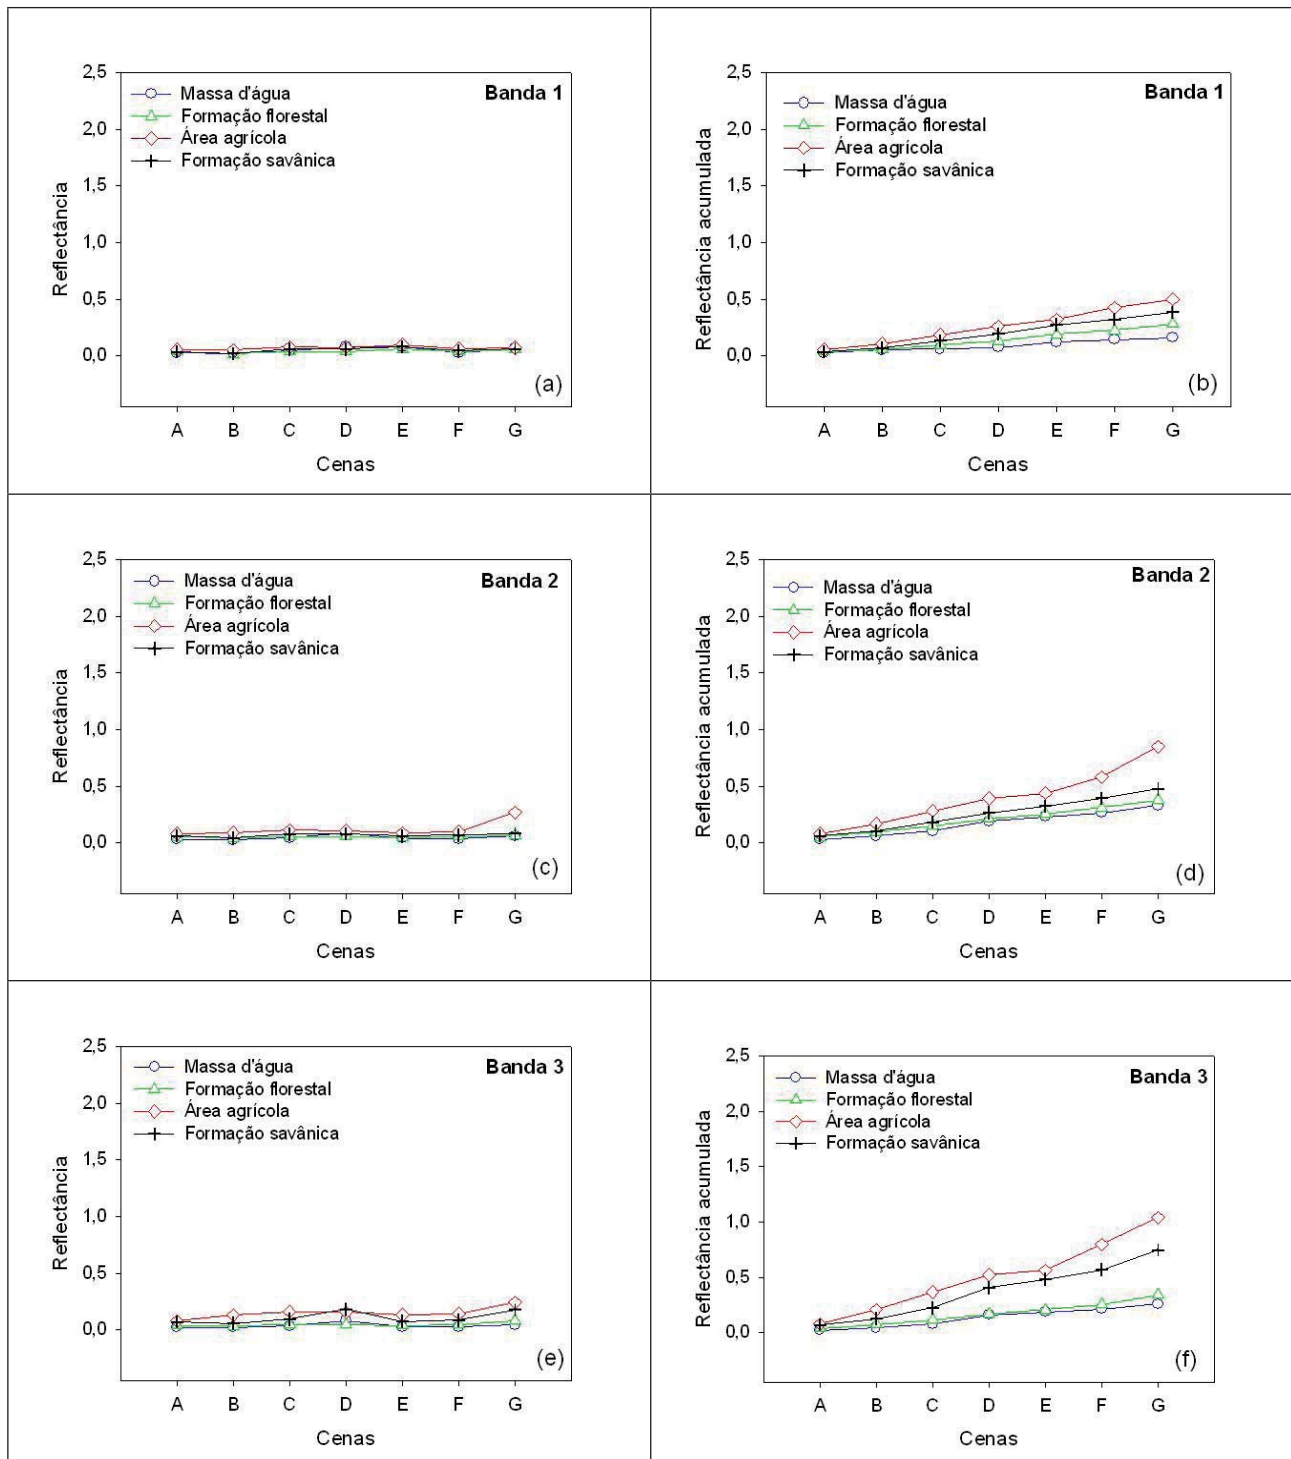 2,5
2,0
1,5
1,0
0,5
0,0
Reflectância
Massa d'água
Formação florestal
Área agrícola
Formação savânica
Banda 1
(a)
A B C D E F G
Cenas
2,5
2,0
1,5
1,0
0,5
0,0
Reflectância acumulada
Massa d'água
Formação florestal
Área agrícola
Formação savânica
Banda 1
(b)
A B C D E F G
Cenas
2,5
2,0
1,5
1,0
0,5
0,0
Reflectância
Massa d'água
Formação florestal
Área agrícola
Formação savânica
Banda 2
(c)
A B C D E F G
Cenas
2,5
2,0
1,5
1,0
0,5
0,0
Reflectância acumulada
Massa d'água
Formação florestal
Área agrícola
Formação savânica
Banda 2
(d)
A B C D E F G
Cenas
2,5
2,0
1,5
1,0
0,5
0,0
Reflectância
Massa d'água
Formação florestal
Área agrícola
Formação savânica
Banda 3
(e)
A B C D E F G
Cenas
2,5
2,0
1,5
1,0
0,5
0,0
Reflectância acumulada
Massa d'água
Formação florestal
Área agrícola
Formação savânica
Banda 3
(f)
A B C D E F G
Cenas